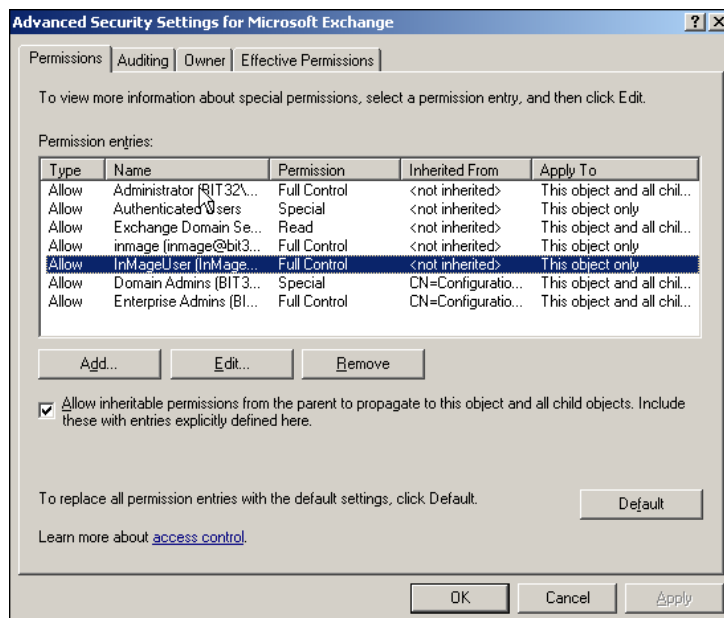 Advanced Security Settings for Microsoft Exchange
Permissions Auditing Owner Effective Permissions
To view more information about special permissions, select a permission entry, and then click Edit.
Permission entries:
Type Name Permission Inherited From Apply To
Allow Administrator (BIT32\... Full Control <not inherited> This object and all chil...
Allow Authenticated Users Special <not inherited> This object only
Allow Exchange Domain Se... Read <not inherited> This object and all chil...
Allow inmage (inmage@bit3... Full Control <not inherited> This object only
Allow InMageUser (InMage... Full Control <not inherited> This object only
Allow Domain Admins (BIT3... Special CN=Configuratio... This object and all chil...
Allow Enterprise Admins (BI... Full Control CN=Configuratio... This object and all chil...
Add... Edit... Remove
Allow inheritable permissions from the parent to propagate to this object and all child objects. Include
these with entries explicitly defined here.
To replace all permission entries with the default settings, click Default.
Default
Learn more about access control.
OK Cancel Apply